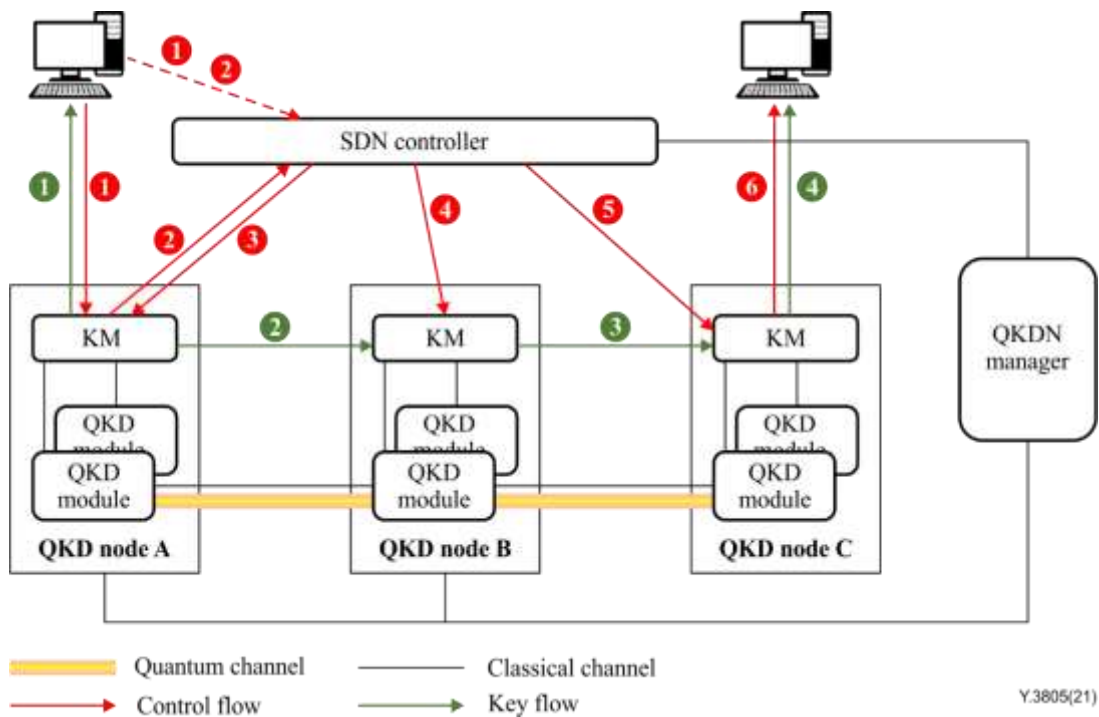 1
2
SDN controller
1
1
2
3
4
5
6
4
KM
2
KM
3
KM
QKDN
manager
QKD
module
QKD
module
QKD
module
QKD
module
QKD
module
QKD
module
QKD node A
QKD node B
QKD node C
Quantum channel
Classical channel
Control flow
Key flow
Y.3805(21)